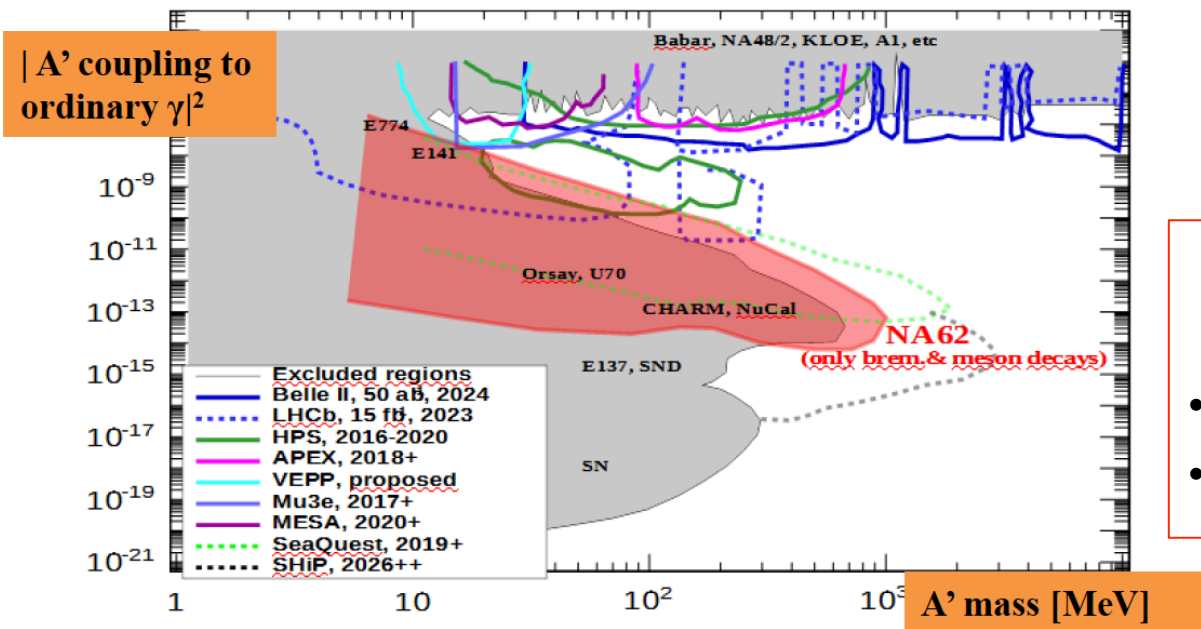 | A’ coupling to
ordinary γ|²
Babar, NA48/2, KLOE, A1, etc
E774
E141
10⁻⁹
10⁻¹¹
Orsay, U70
10⁻¹³
CHARM, NuCal
NA62
(only brem.& meson decays)
10⁻¹⁵
E137, SND
10⁻¹⁷
SN
10⁻¹⁹
10⁻²¹
Excluded regions
Belle II, 50 ab, 2024
LHCb, 15 fb, 2023
HPS, 2016-2020
APEX, 2018+
VEPP, proposed
Mu3e, 2017+
MESA, 2020+
SeaQuest, 2019+
SHiP, 2026++
1
10
10²
10³
A’ mass [MeV]
•
•